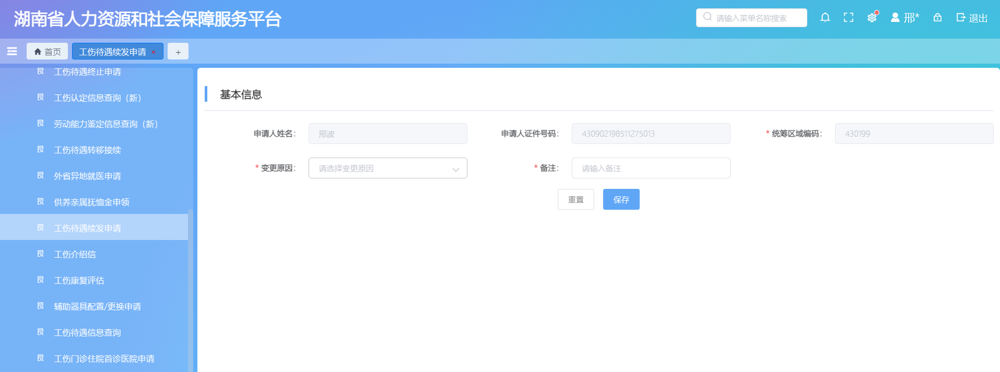 湖南省人力资源和社会保障服务平台
请输入菜单名称搜索
邢*
退出
首页
工伤待遇续发申请 ×
+
工伤待遇终止申请
工伤认定信息查询（新）
劳动能力鉴定信息查询（新）
工伤待遇转移接续
外省异地就医申请
供养亲属抚恤金申领
工伤待遇续发申请
工伤介绍信
工伤康复评估
辅助器具配置/更换申请
工伤待遇信息查询
工伤门诊住院首诊医院申请
基本信息
申请人姓名： 邢波
申请人证件号码： 430902198511275013
* 统筹区域编码： 430199
* 变更原因： 请选择变更原因
* 备注： 请输入备注
重置
保存